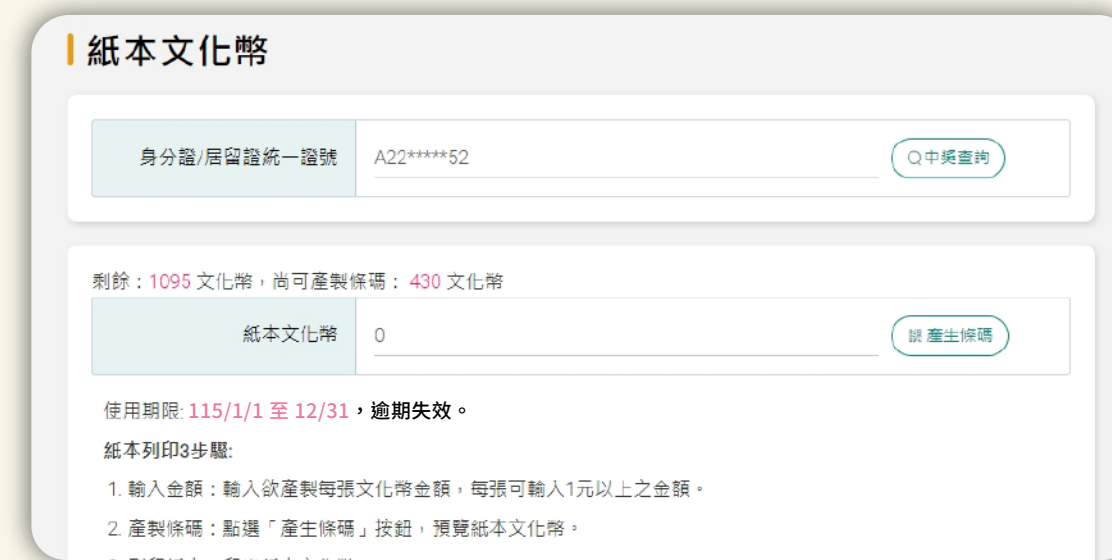 紙本文化幣
身分證/居留證統一證號 A22*****52 中獎查詢
剩餘：1095 文化幣，尚可產製條碼： 430 文化幣
紙本文化幣 0 產生條碼
使用期限: 115/1/1 至 12/31，逾期失效。
紙本列印3步驟:
1. 輸入金額：輸入欲產製每張文化幣金額，每張可輸入1元以上之金額。
2. 產製條碼：點選「產生條碼」按鈕，預覽紙本文化幣。